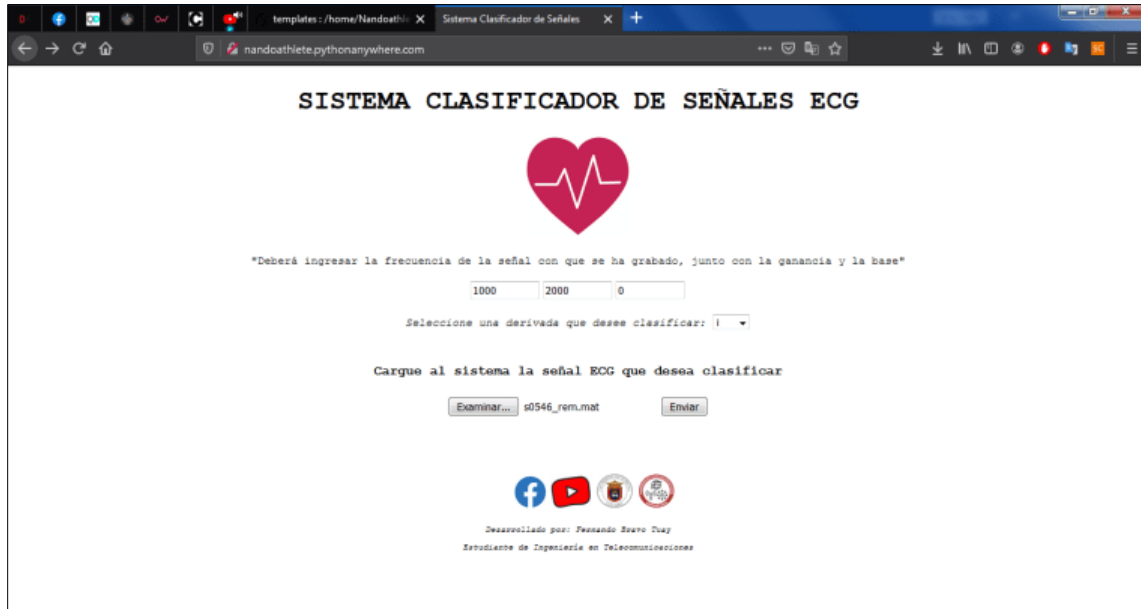 templates : /home/Nandoathle
Sistema Clasificador de Señales
nandoathlete.pythonanywhere.com
SISTEMA CLASIFICADOR DE SEÑALES ECG
"Deberá ingresar la frecuencia de la señal con que se ha grabado, junto con la ganancia y la base"
1000 2000 0
Seleccione una derivada que desee clasificar: i
Cargue al sistema la señal ECG que desea clasificar
Examinar... s0546_rem.mat Enviar
Desarrollado por: Fernando Bravo Tuay
Estudiante de Ingeniería en Telecomunicaciones